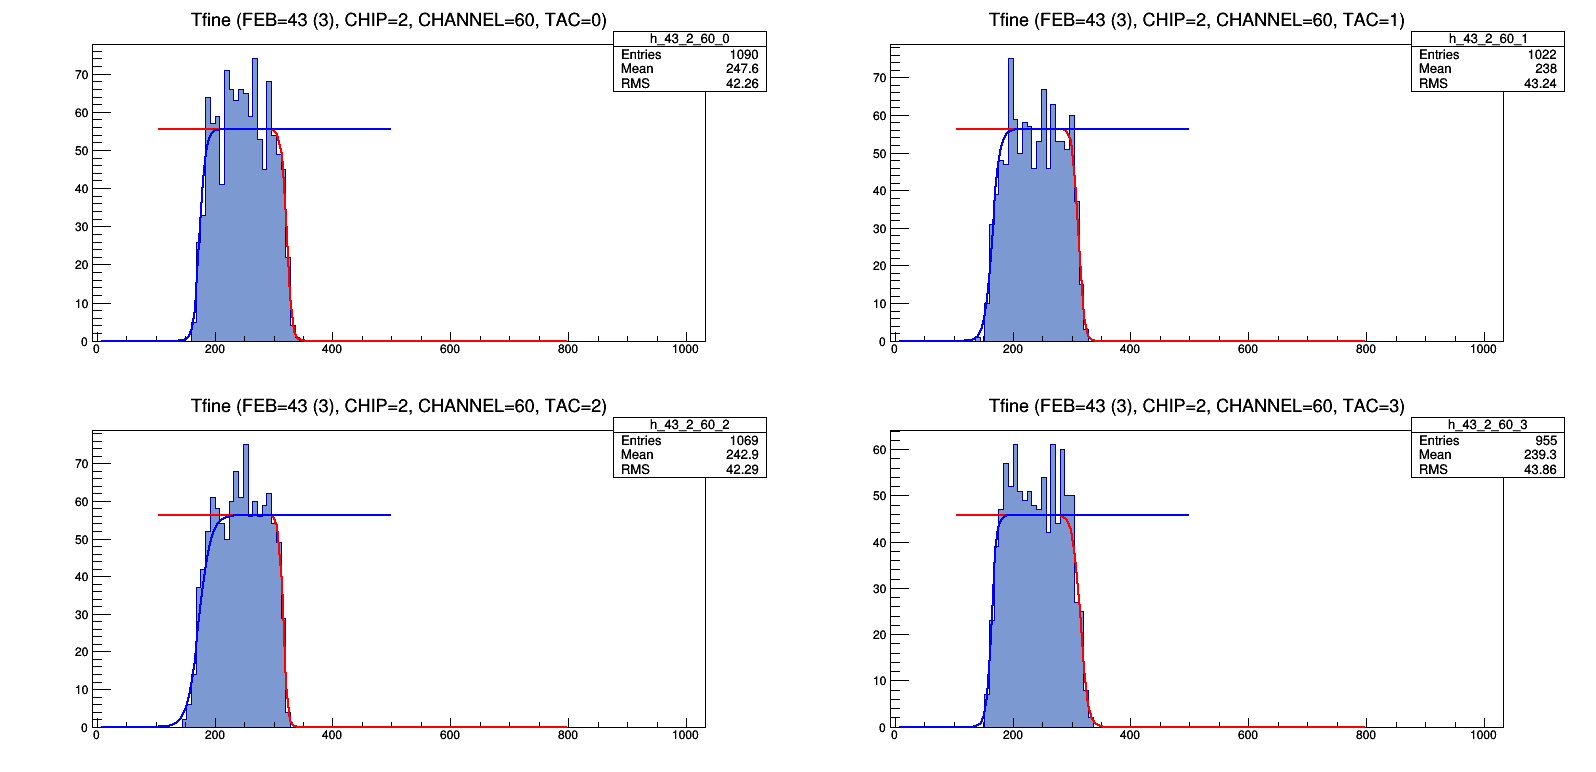 Tfine (FEB=43 (3), CHIP=2, CHANNEL=60, TAC=0)
h_43_2_60_0
Entries 1090
Mean 247.6
RMS 42.26
70
60
50
40
30
20
10
0
0 200 400 600 800 1000
Tfine (FEB=43 (3), CHIP=2, CHANNEL=60, TAC=1)
h_43_2_60_1
Entries 1022
Mean 238
RMS 43.24
70
60
50
40
30
20
10
0
0 200 400 600 800 1000
Tfine (FEB=43 (3), CHIP=2, CHANNEL=60, TAC=2)
h_43_2_60_2
Entries 1069
Mean 242.9
RMS 42.29
70
60
50
40
30
20
10
0
0 200 400 600 800 1000
Tfine (FEB=43 (3), CHIP=2, CHANNEL=60, TAC=3)
h_43_2_60_3
Entries 955
Mean 239.3
RMS 43.86
60
50
40
30
20
10
0
0 200 400 600 800 1000